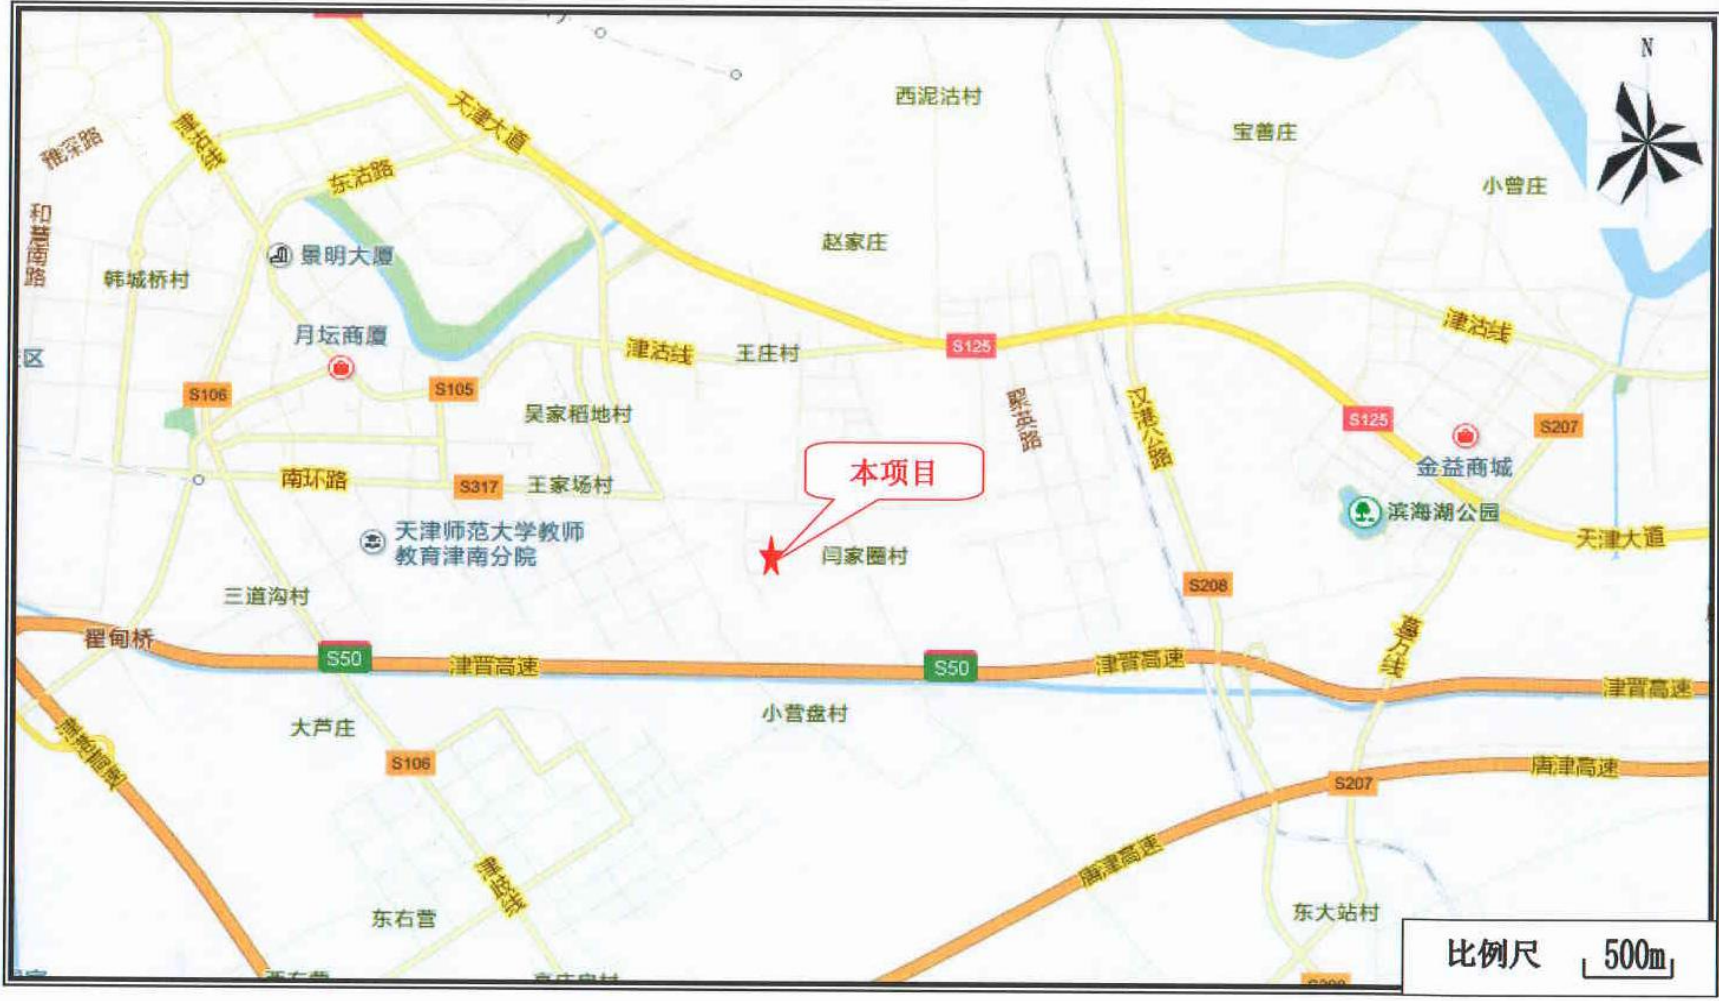 N
西泥沽村
天津大道
津沽线
宝善庄
雅深路
东沽路
小曾庄
和慧南路
赵家庄
景明大厦
韩城桥村
月坛商厦
津沽线
津沽线
王庄村
S125
区
S106
S105
吴家稻地村
聚英路
汉港公路
S125
S207
金益商城
本项目
南环路
S317
王家场村
滨海湖公园
天津师范大学教师
教育津南分院
闫家圈村
天津大道
三道沟村
S208
翟甸桥
葛万线
S50
津晋高速
S50
津晋高速
津晋高速
大芦庄
小营盘村
S106
唐津高速
S207
唐津高速
津岐线
东右营
东大站村
比例尺
500m